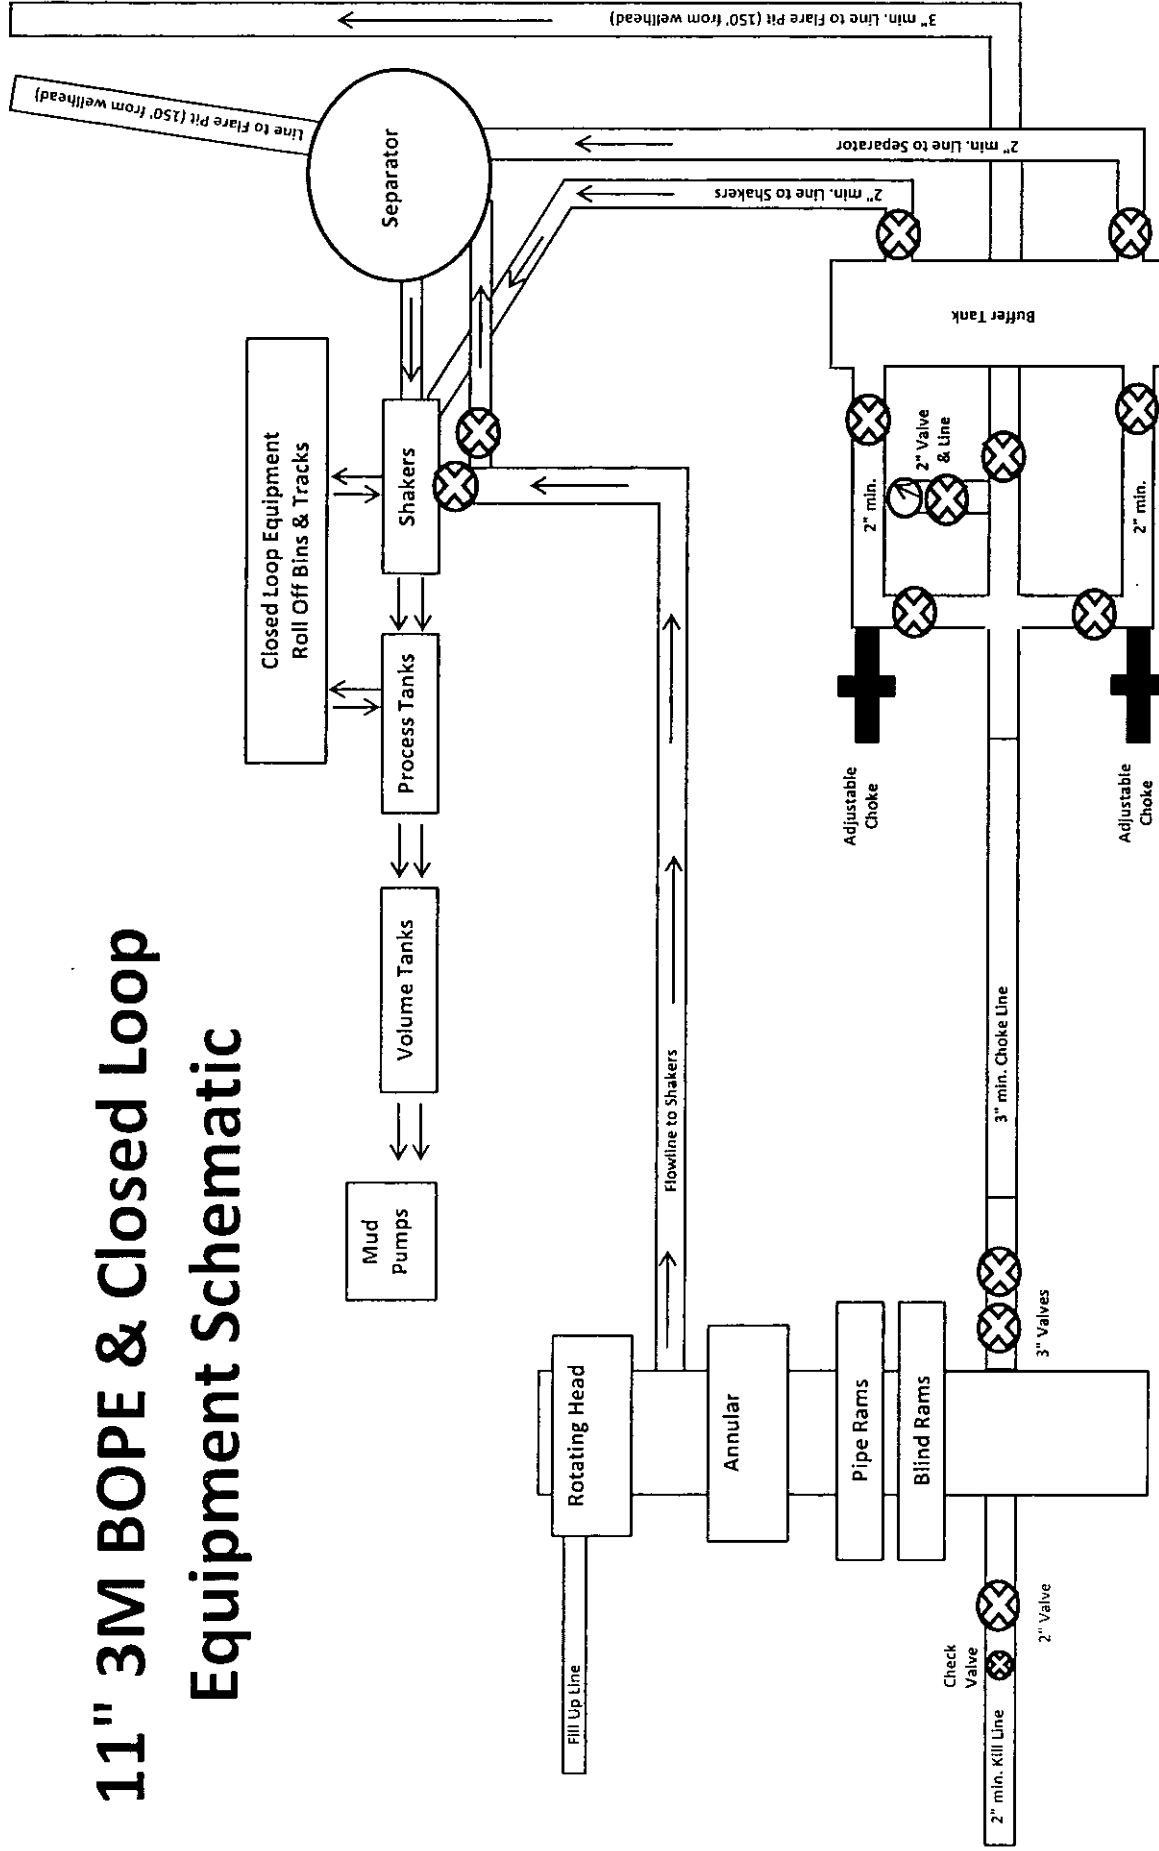 11" 3M BOPE & Closed Loop
Equipment Schematic
Mud
Pumps
Volume Tanks
Process Tanks
Shakers
Closed Loop Equipment
Roll Off Bins & Tracks
Separator
Line to Flare Pit (150' from wellhead)
3" min. Line to Flare Pit (150' from wellhead)
2" min. Line to Separator
2" min. Line to Shakers
Fill Up Line
Rotating Head
Flowline to Shakers
Annular
Pipe Rams
Blind Rams
2" min. Kill Line
Check
Valve
2" Valve
3" Valves
3" min. Choke Line
Adjustable
Choke
Adjustable
Choke
2" min.
2" Valve
& Line
2" min.
Buffer Tank